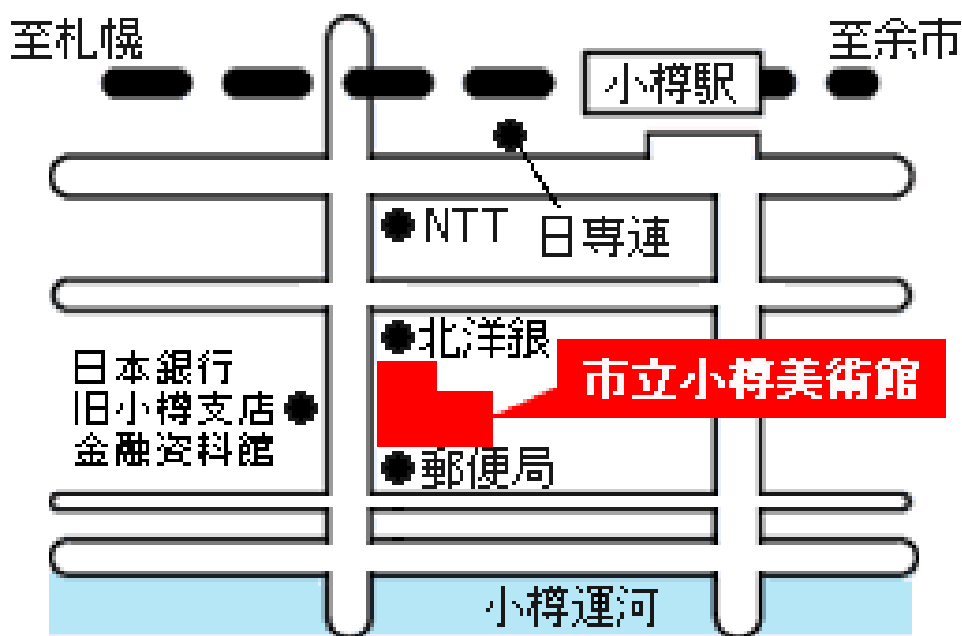 至札幌
至余市
小樽駅
NTT
日専連
北洋銀
市立小樽美術館
日本銀行
旧小樽支店
金融資料館
郵便局
小樽運河